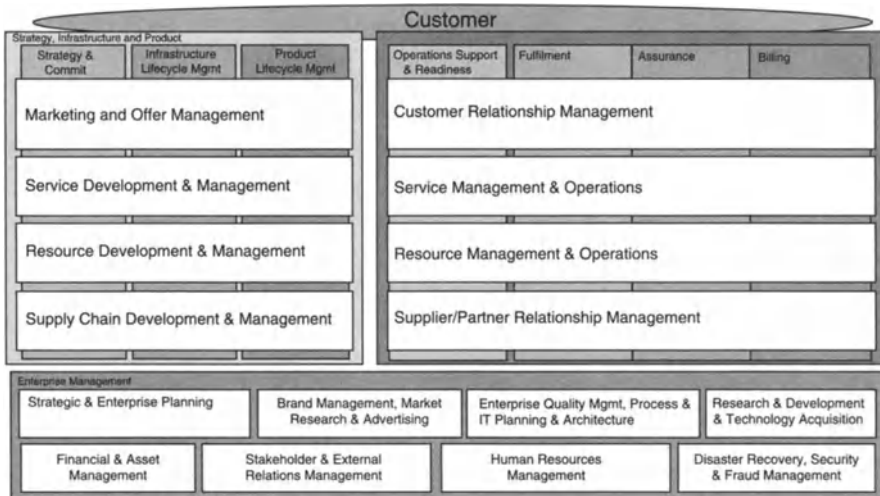 Customer
Strategy, Infrastructure and Product
Strategy &
Commit
Infrastructure
Lifecycle Mgmt
Product
Lifecycle Mgmt
Operations Support
& Readiness
Fulfilment
Assurance
Billing
Marketing and Offer Management
Customer Relationship Management
Service Development & Management
Service Management & Operations
Resource Development & Management
Resource Management & Operations
Supply Chain Development & Management
Supplier/Partner Relationship Management
Enterprise Management
Strategic & Enterprise Planning
Brand Management, Market
Research & Advertising
Enterprise Quality Mgmt, Process &
IT Planning & Architecture
Research & Development
& Technology Acquisition
Financial & Asset
Management
Stakeholder & External
Relations Management
Human Resources
Management
Disaster Recovery, Security
& Fraud Management